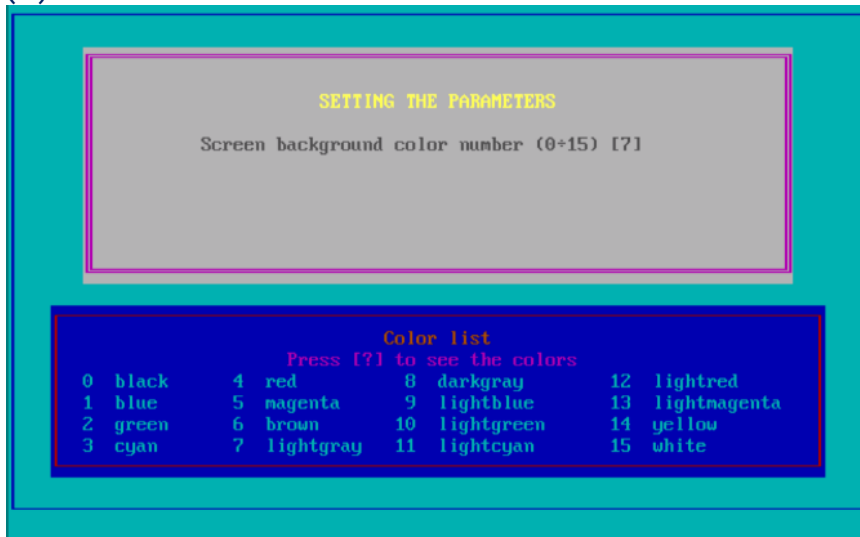 SETTING THE PARAMETERS
Screen background color number (0÷15) [7]
Color list
Press [?] to see the colors
0 black 4 red 8 darkgray 12 lightred
1 blue 5 magenta 9 lightblue 13 lightmagenta
2 green 6 brown 10 lightgreen 14 yellow
3 cyan 7 lightgray 11 lightcyan 15 white